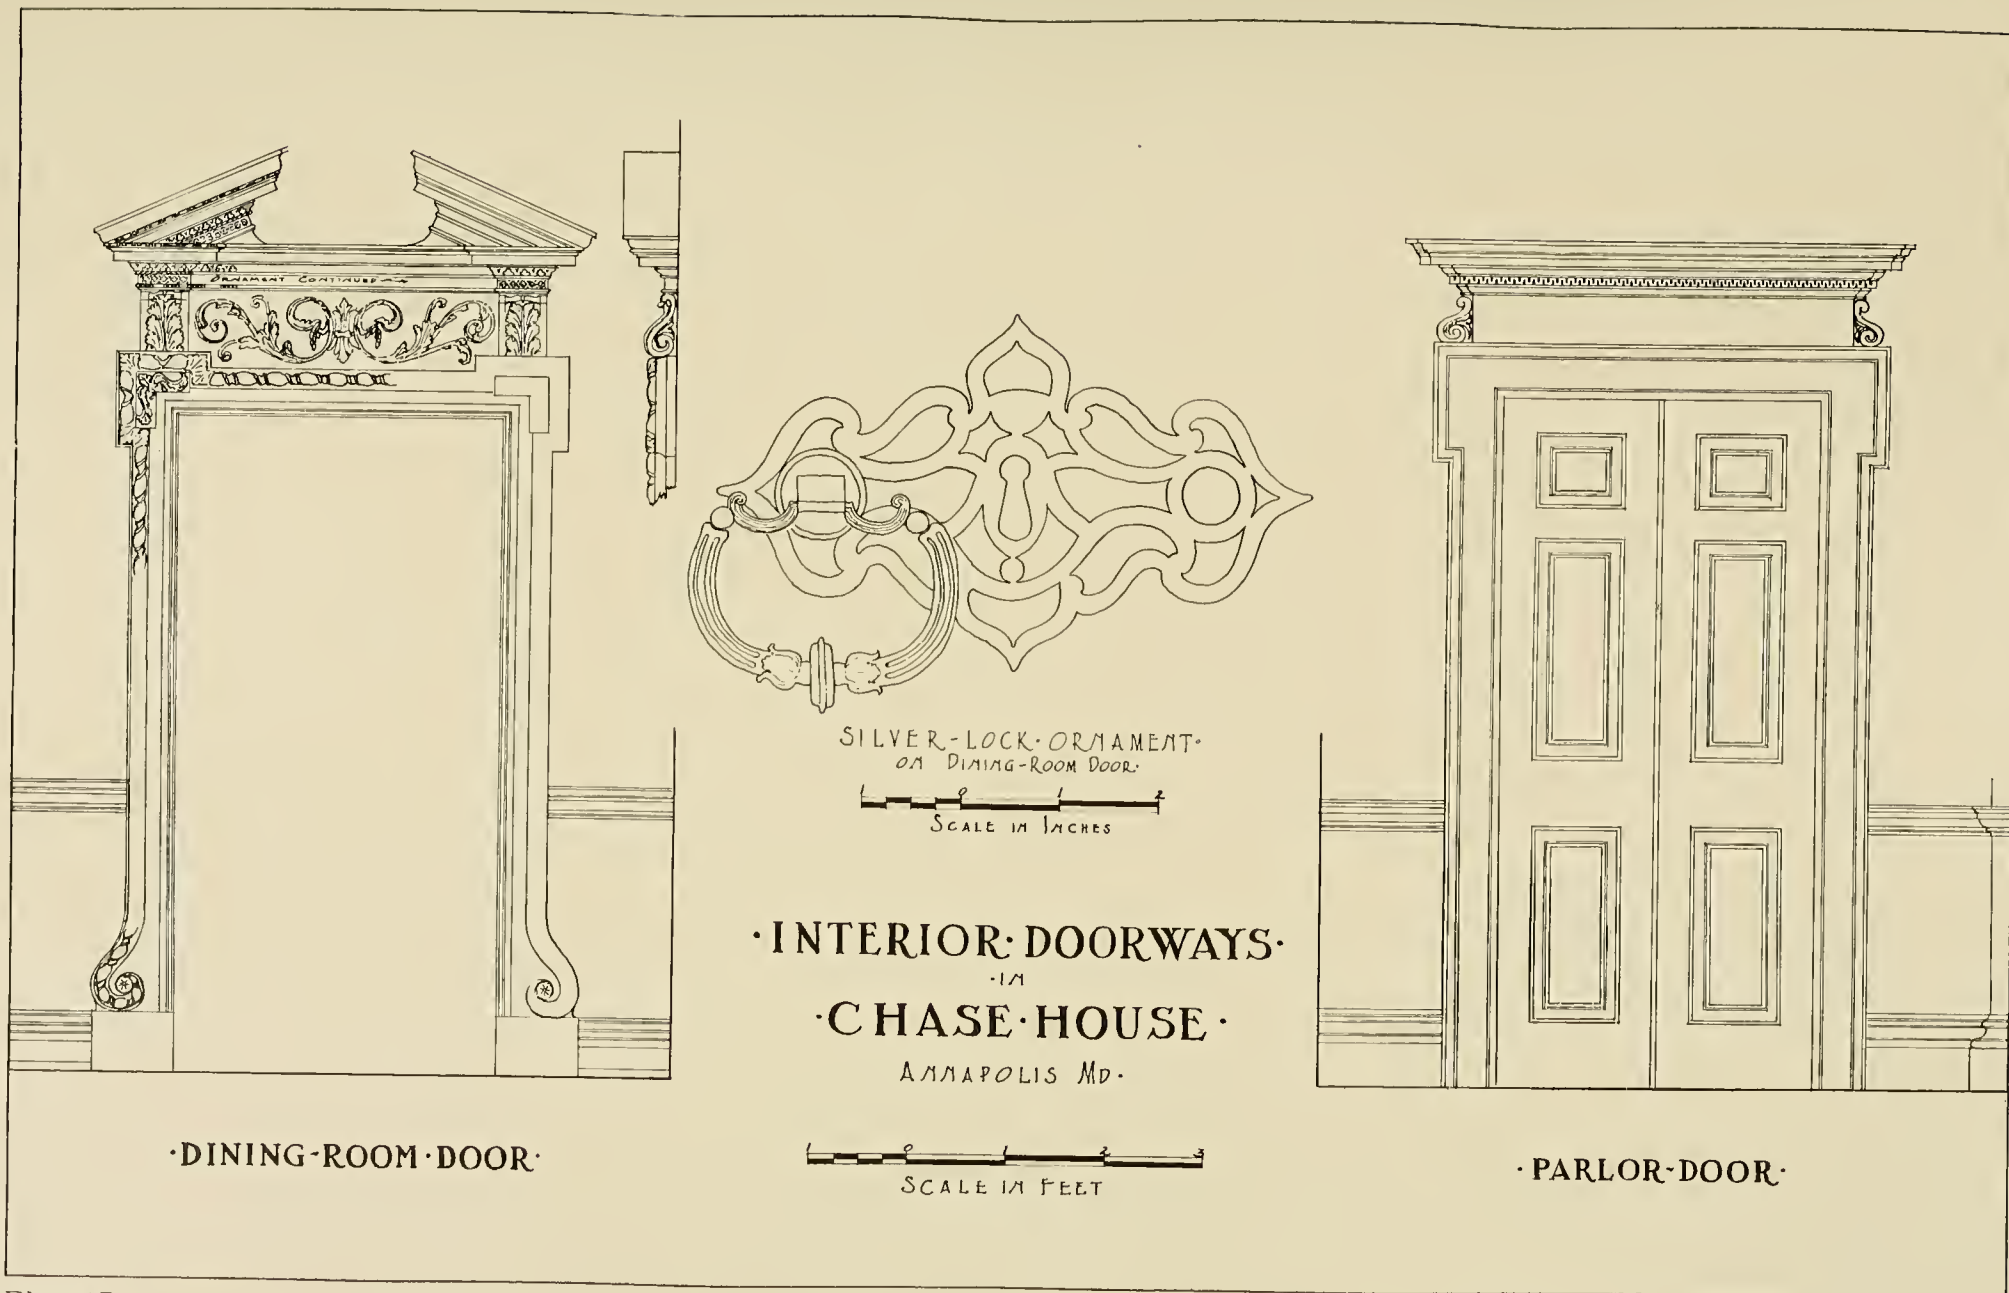 ORNAMENT CONTINUED
SILVER-LOCK·ORNAMENT·
ON DINING-ROOM DOOR·
1 0 1 2
SCALE IN INCHES
·INTERIOR·DOORWAYS·
·IN
·CHASE·HOUSE·
ANNAPOLIS MD·
·DINING-ROOM·DOOR·
1 0 1 2 3
SCALE IN FEET
·PARLOR-DOOR·